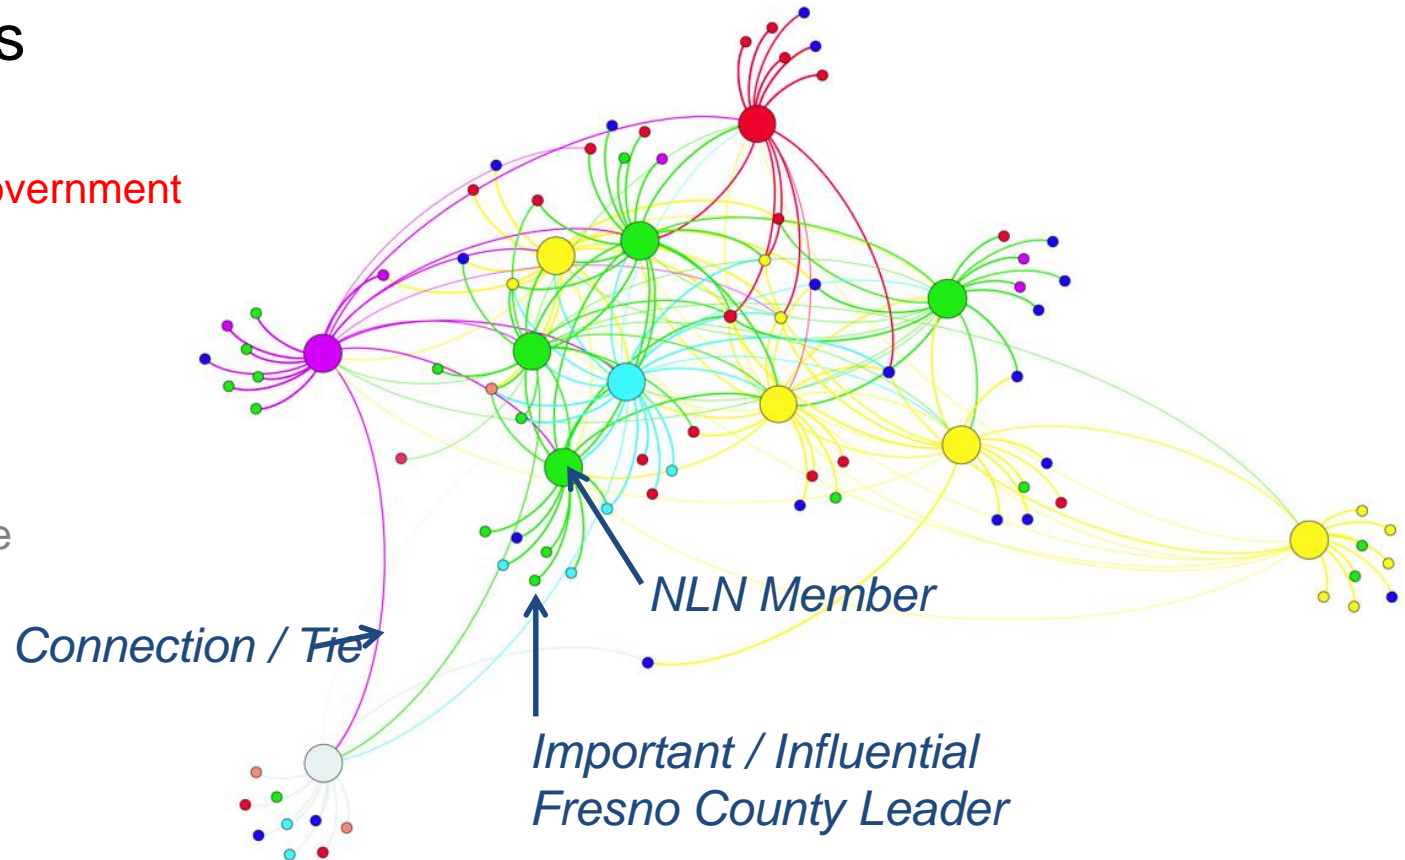 s
overnment
e
NLN Member
Connection / Tie
Important / Influential
Fresno County Leader